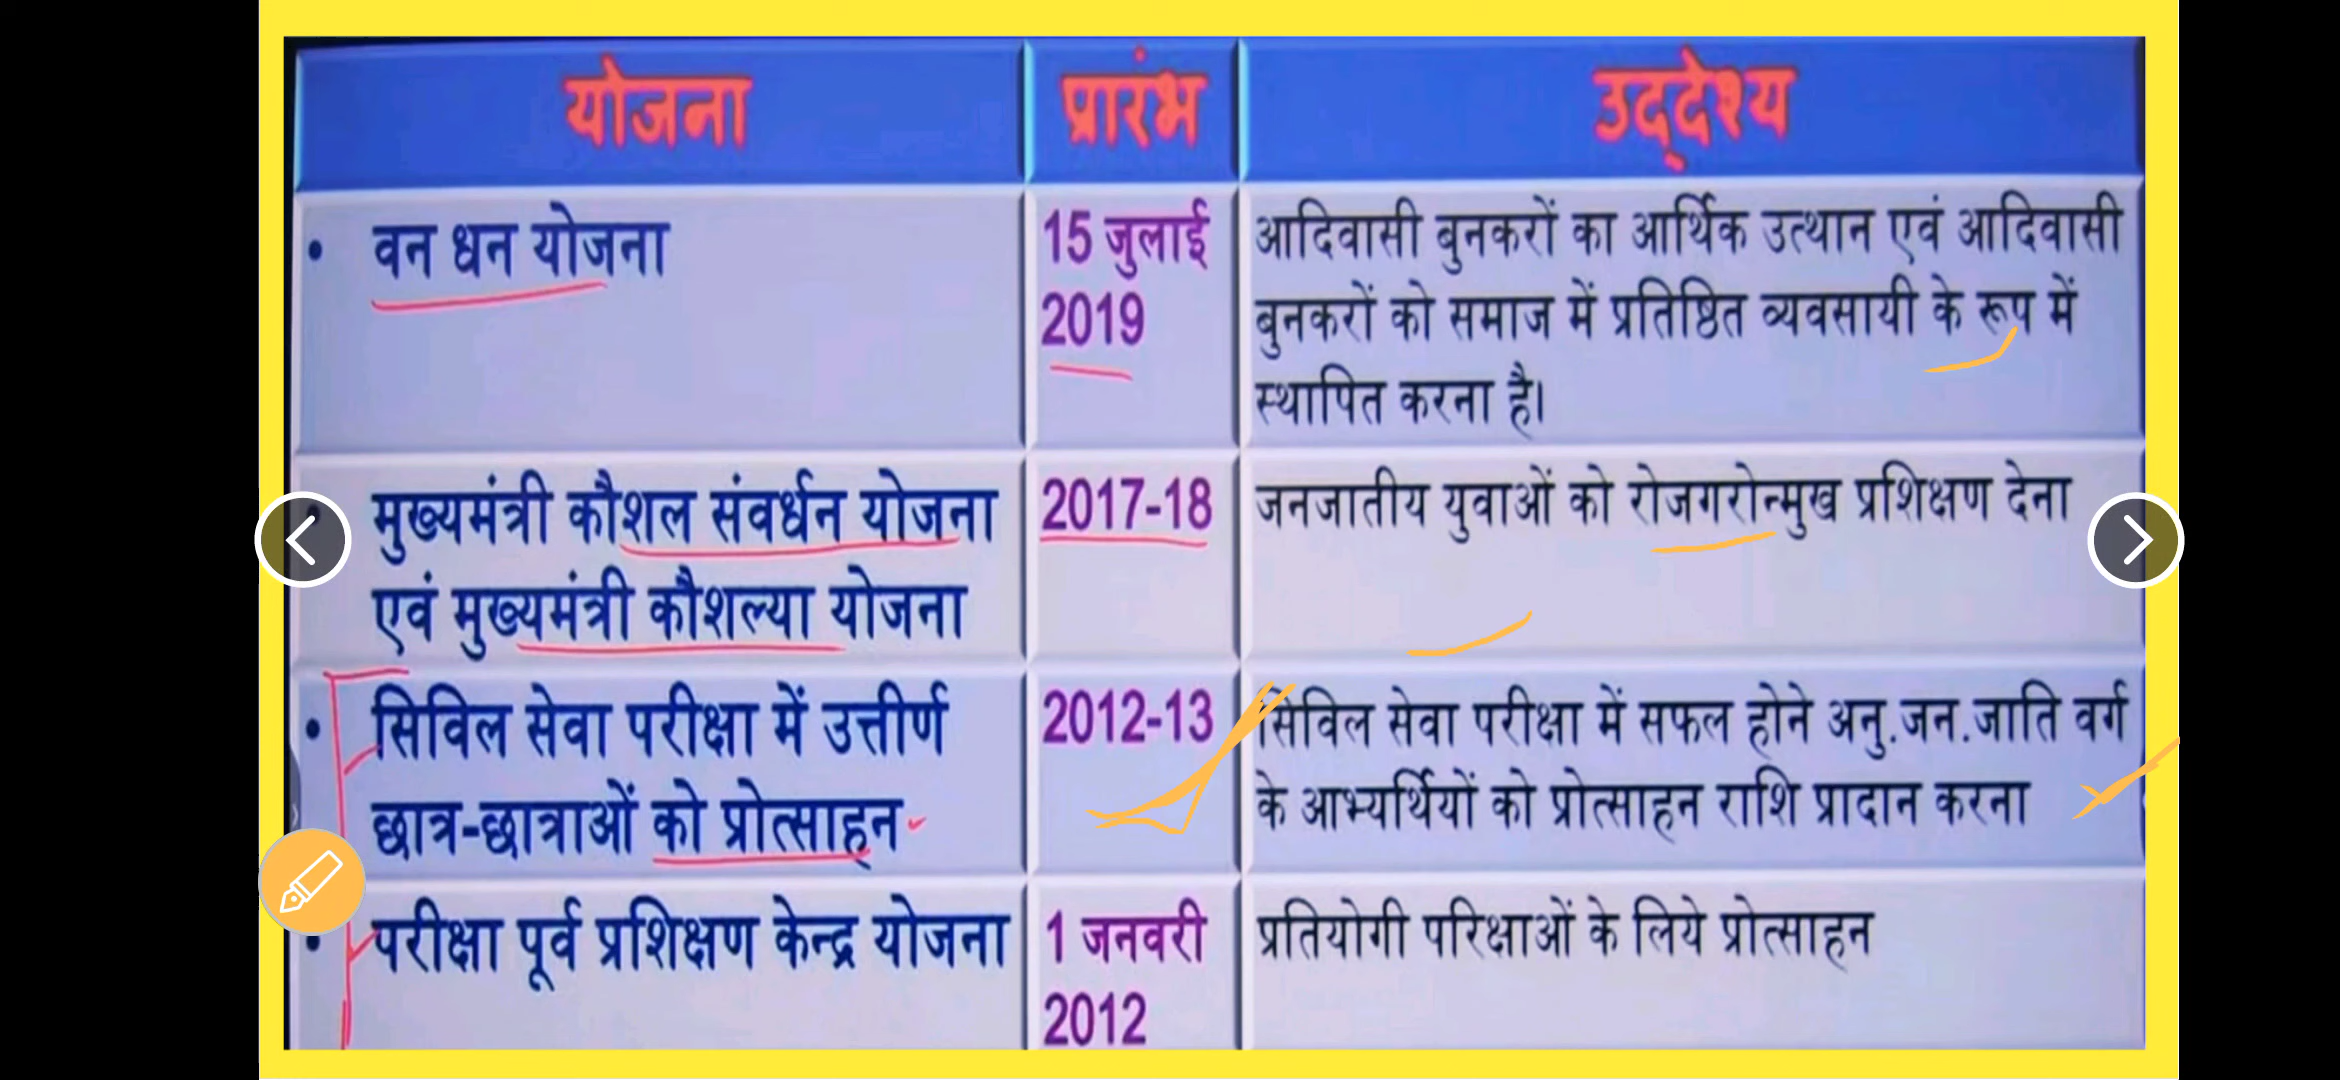 योजना प्रारंभ उद्देश्य
वन धन योजना
15 जुलाई
2019
आदिवासी बुनकरों का आर्थिक उत्थान एवं आदिवासी
बुनकरों को समाज में प्रतिष्ठित व्यवसायी के रूप में
स्थापित करना है।
मुख्यमंत्री कौशल संवर्धन योजना
एवं मुख्यमंत्री कौशल्या योजना
2017-18
जनजातीय युवाओं को रोजगरोन्मुख प्रशिक्षण देना
सिविल सेवा परीक्षा में उत्तीर्ण
छात्र-छात्राओं को प्रोत्साहन
2012-13
सिविल सेवा परीक्षा में सफल होने अनु.जन.जाति वर्ग
के आभ्यर्थियों को प्रोत्साहन राशि प्रादान करना
परीक्षा पूर्व प्रशिक्षण केन्द्र योजना
1 जनवरी
2012
प्रतियोगी परिक्षाओं के लिये प्रोत्साहन